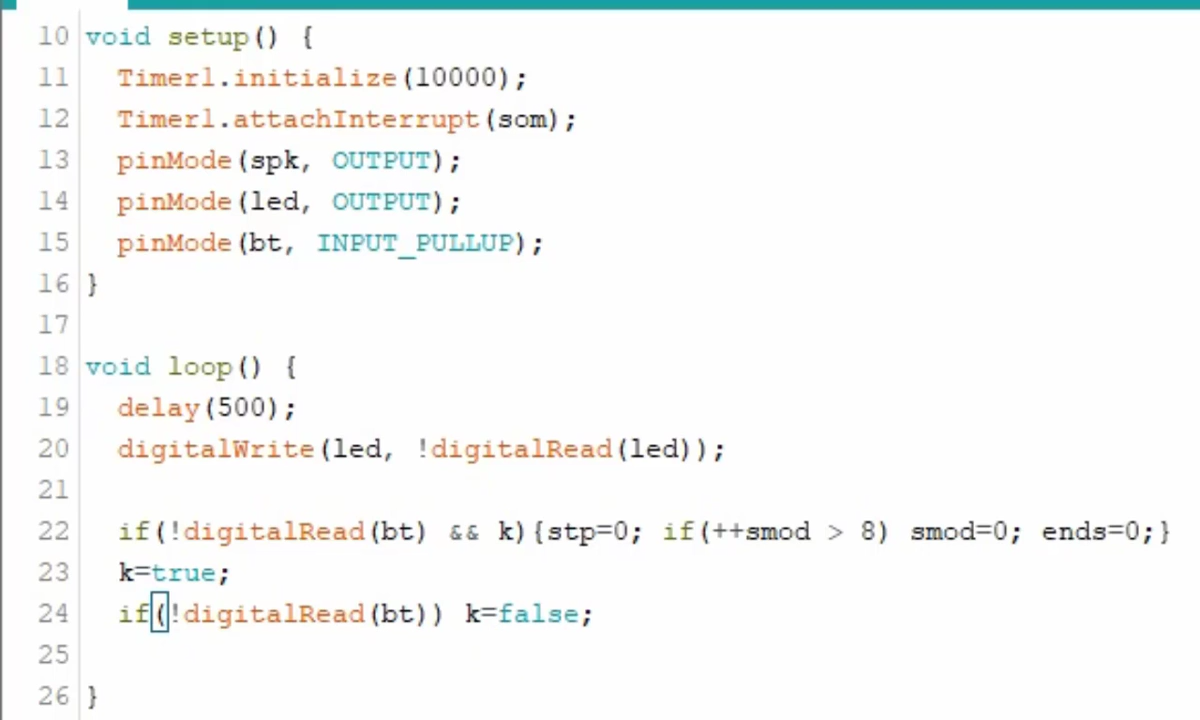 10 void setup() {
11 Timer1.initialize(10000);
12 Timer1.attachInterrupt(som);
13 pinMode(spk, OUTPUT);
14 pinMode(led, OUTPUT);
15 pinMode(bt, INPUT_PULLUP);
16 }
17
18 void loop() {
19 delay(500);
20 digitalWrite(led, !digitalRead(led));
21
22 if(!digitalRead(bt) && k){stp=0; if(++smod > 8) smod=0; ends=0;}
23 k=true;
24 if(!digitalRead(bt)) k=false;
25
26 }